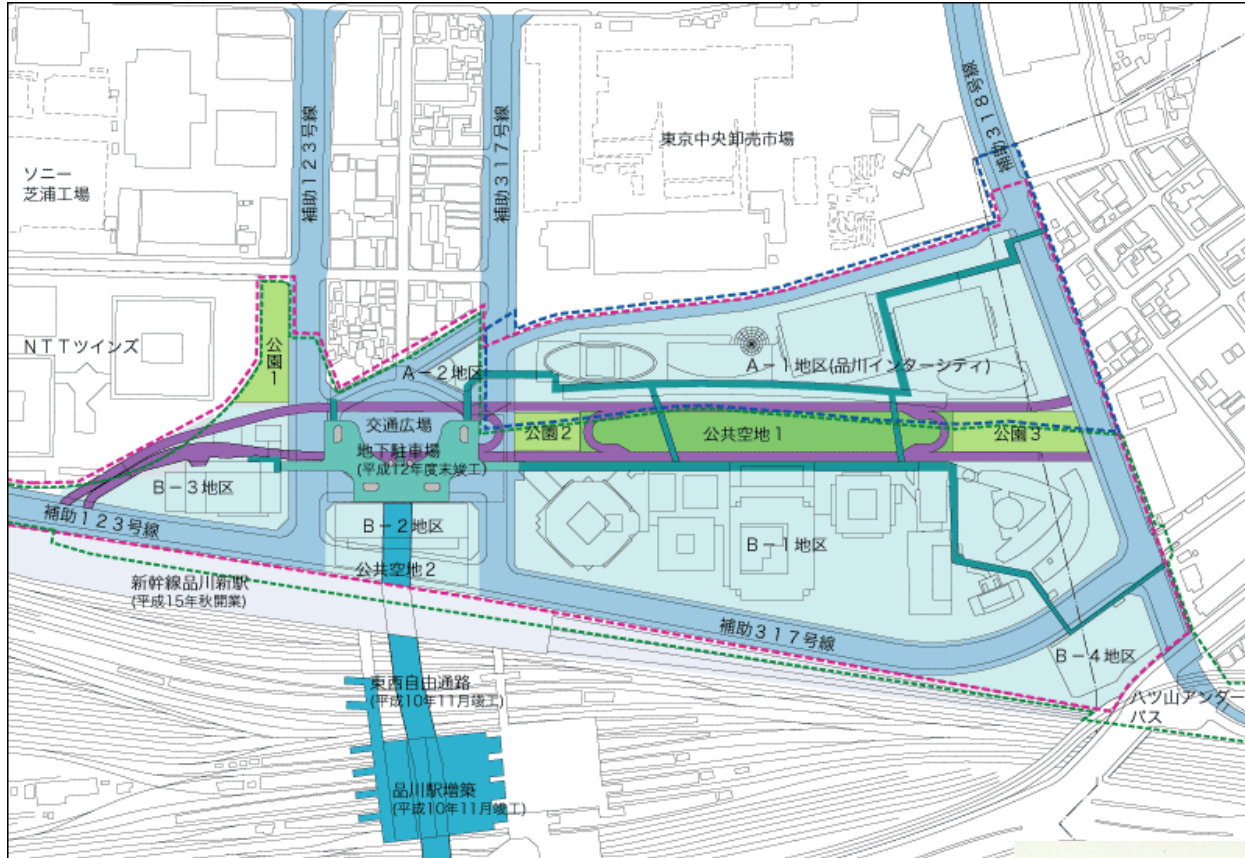 補助123号線
補助317号線
補助318号線
東京中央卸売市場
ソニー
芝浦工場
NTTツインズ
公園1
A-2地区
A-1地区(品川インターシティ)
交通広場
公園2
公共空地1
公園3
地下駐車場
(平成12年度末竣工)
B-3地区
補助123号線
B-2地区
B-1地区
公共空地2
新幹線品川新駅
(平成15年秋開業)
補助317号線
B-4地区
東西自由通路
(平成10年11月竣工)
八ツ山アンダー
パス
品川駅増築
(平成10年11月竣工)